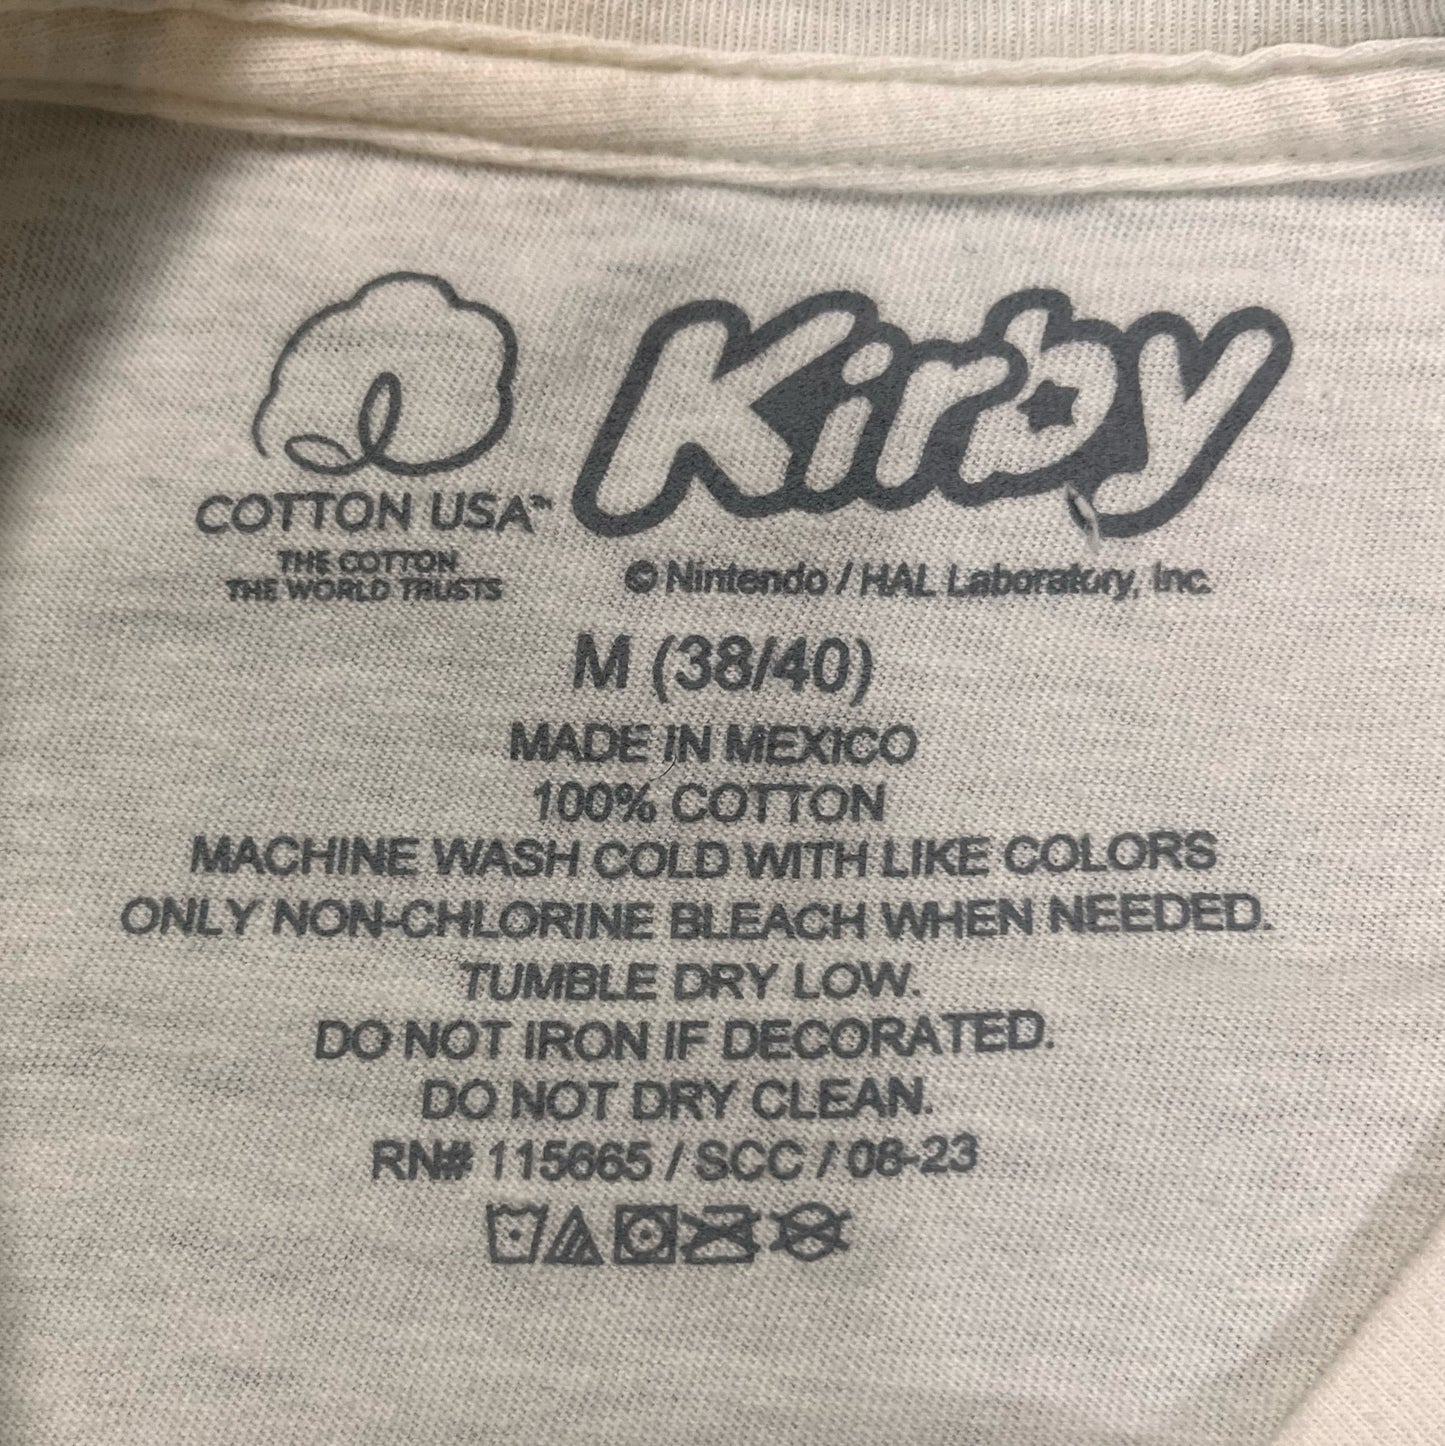 COTTON USA™
THE COTTON
THE WORLD TRUSTS
Kirby
© Nintendo / HAL Laboratory, Inc.
M (38/40)
MADE IN MEXICO
100% COTTON
MACHINE WASH COLD WITH LIKE COLORS
ONLY NON-CHLORINE BLEACH WHEN NEEDED.
TUMBLE DRY LOW.
DO NOT IRON IF DECORATED.
DO NOT DRY CLEAN.
RN# 115665 / SCC / 08-23